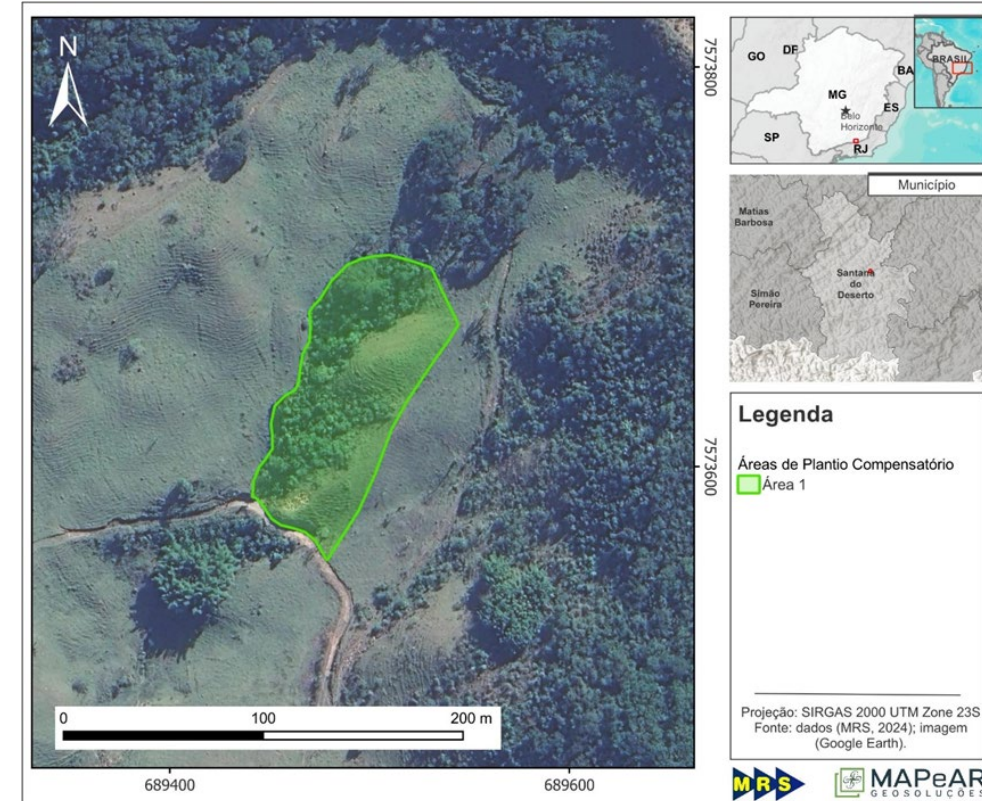 N
7573800
7573600
0 100 200 m
689400 689600
GO
DF
BA
MG
ES
Belo
Horizonte
SP
RJ
BRASIL
Município
Matias
Barbosa
Santana
do
Deserto
Simão
Pereira
Legenda
Áreas de Plantio Compensatório
Área 1
Projeção: SIRGAS 2000 UTM Zone 23S
Fonte: dados (MRS, 2024); imagem
(Google Earth).
MRS
MAPeAR
GEOSOLUÇÕES